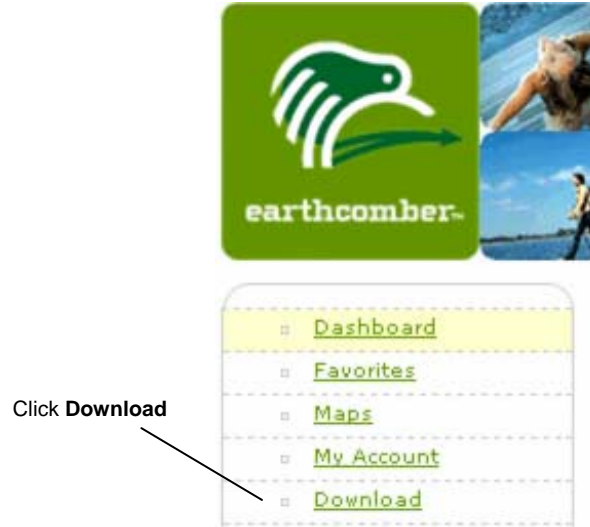 earthcomber™
Dashboard
Favorites
Maps
Click Download
My Account
Download